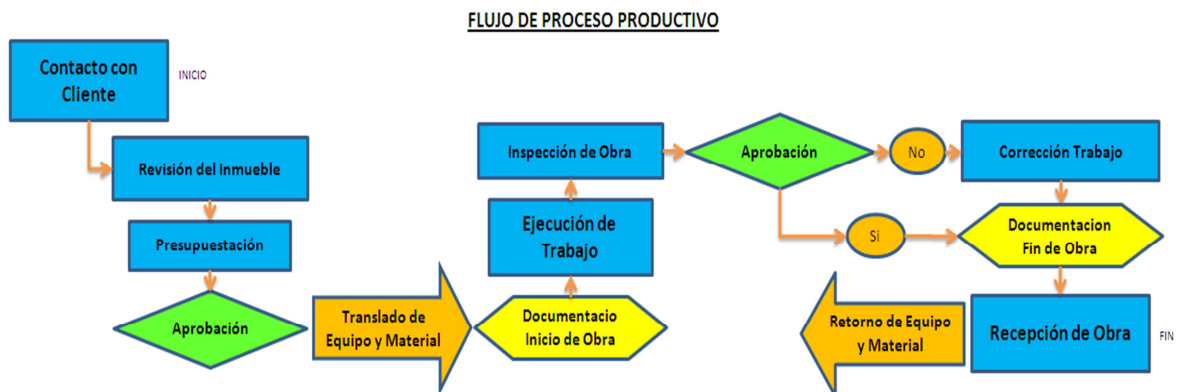 FLUJO DE PROCESO PRODUCTIVO
Contacto con
Cliente
INICIO
Revisión del Inmueble
Presupuestación
Aprobación
Translado de
Equipo y Material
Documentacio
Inicio de Obra
Ejecución de
Trabajo
Inspección de Obra
Aprobación
No
Corrección Trabajo
Si
Documentacion
Fin de Obra
Recepción de Obra
FIN
Retorno de Equipo
y Material